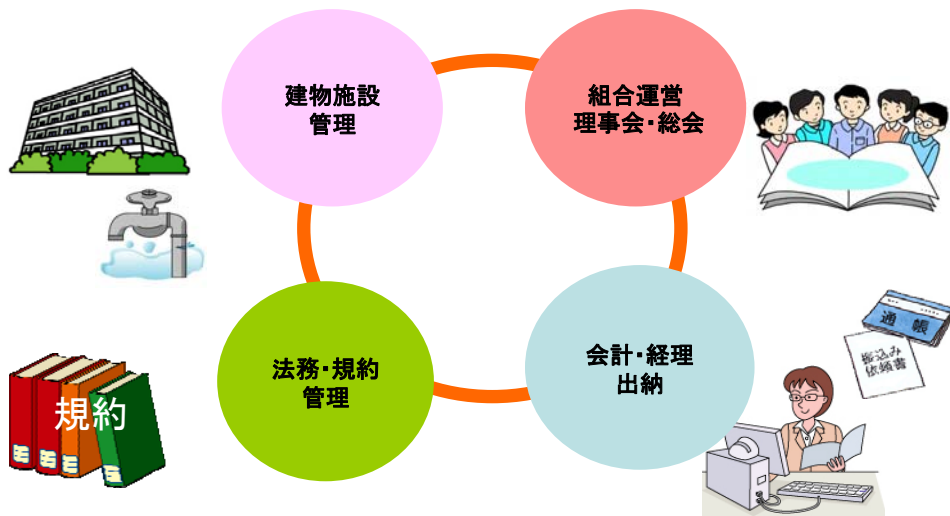 建物施設
管理
組合運営
理事会・総会
法務・規約
管理
会計・経理
出納
規約
通帳
振込み
依頼書